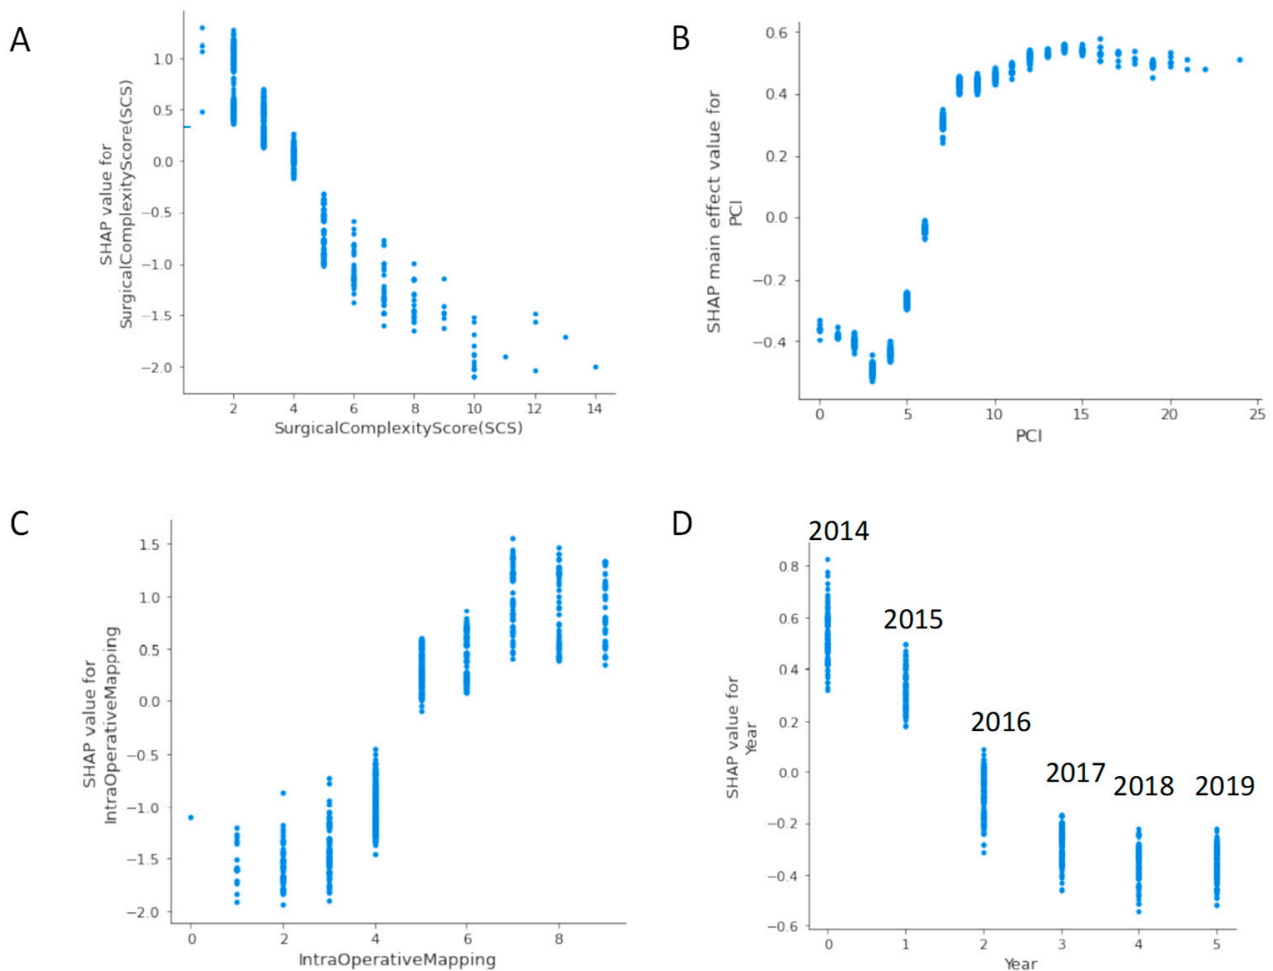 A
SHAP value for
SurgicalComplexityScore(SCS)
1.0
0.5
0.0
−0.5
−1.0
−1.5
−2.0
2 4 6 8 10 12 14
SurgicalComplexityScore(SCS)
B
SHAP main effect value for
PCI
0.6
0.4
0.2
0.0
−0.2
−0.4
0 5 10 15 20 25
PCI
C
SHAP value for
IntraOperativeMapping
1.5
1.0
0.5
0.0
−0.5
−1.0
−1.5
−2.0
0 2 4 6 8
IntraOperativeMapping
D
SHAP value for
Year
0.8
0.6
0.4
0.2
0.0
−0.2
−0.4
−0.6
2014
2015
2016
2017
2018
2019
0 1 2 3 4 5
Year